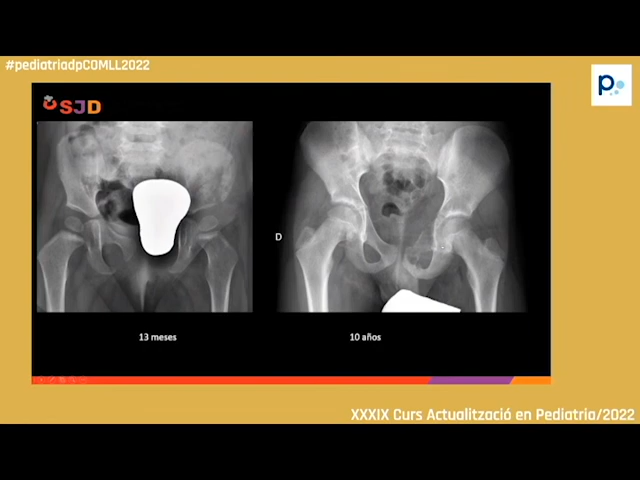 #pediatriadpCOMLL2022
p
SJD
D
13 meses
10 años
XXXIX Curs Actualització en Pediatria/2022